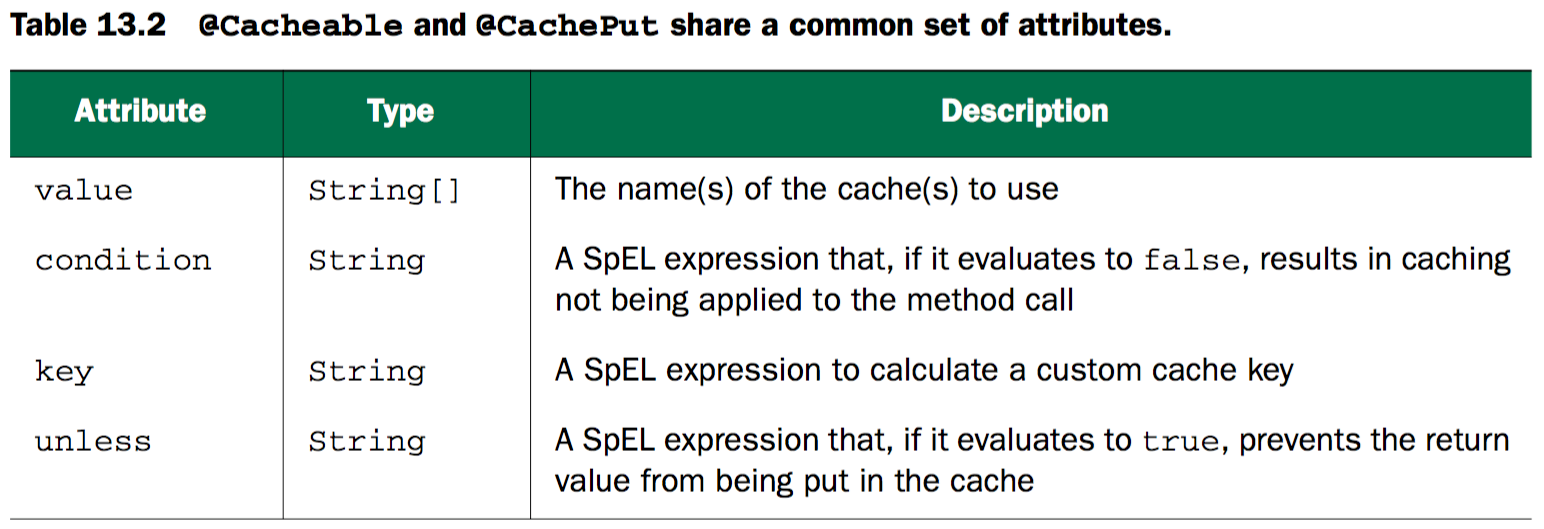 Table 13.2 @Cacheable and @CachePut share a common set of attributes.
Attribute Type Description
value String[] The name(s) of the cache(s) to use
condition String A SpEL expression that, if it evaluates to false, results in caching
not being applied to the method call
key String A SpEL expression to calculate a custom cache key
unless String A SpEL expression that, if it evaluates to true, prevents the return
value from being put in the cache